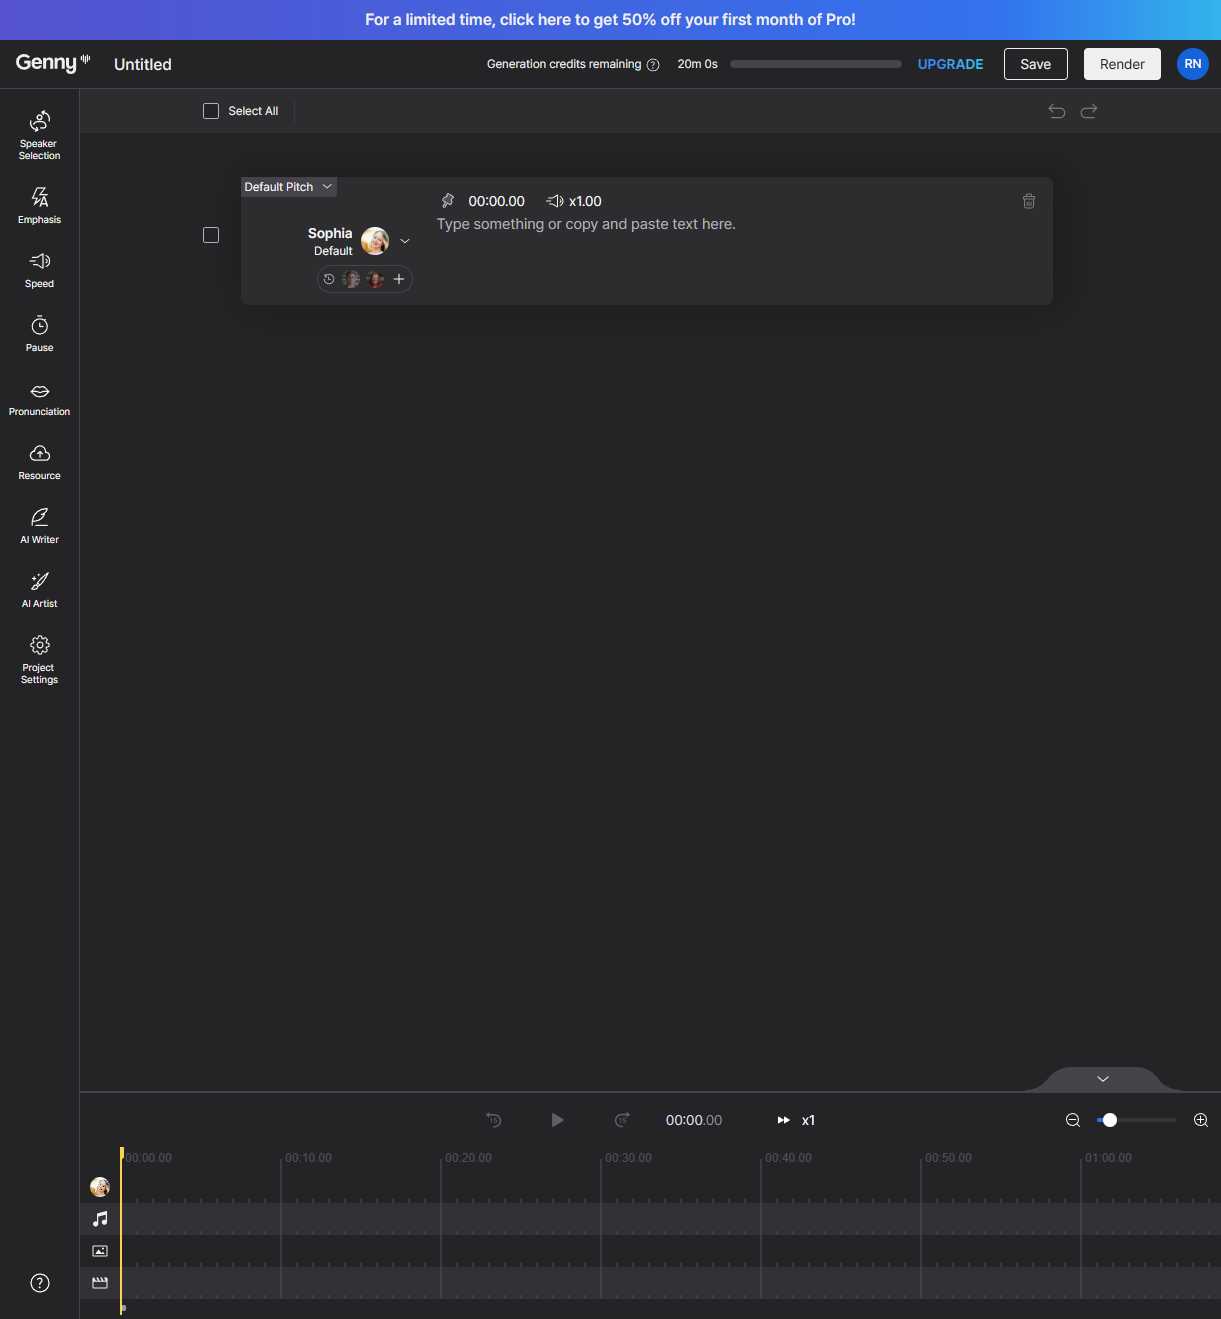 For a limited time, click here to get 50% off your first month of Pro!
Genny Untitled Generation credits remaining ? 20m 0s UPGRADE Save Render RN
Select All
Speaker
Selection
Emphasis
Speed
Pause
Pronunciation
Resource
AI Writer
AI Artist
Project
Settings
?
Default Pitch
00:00.00 x1.00
Type something or copy and paste text here.
Sophia
Default
15 15 00:00.00 x1
00:00.00 00:10.00 00:20.00 00:30.00 00:40.00 00:50.00 01:00.00